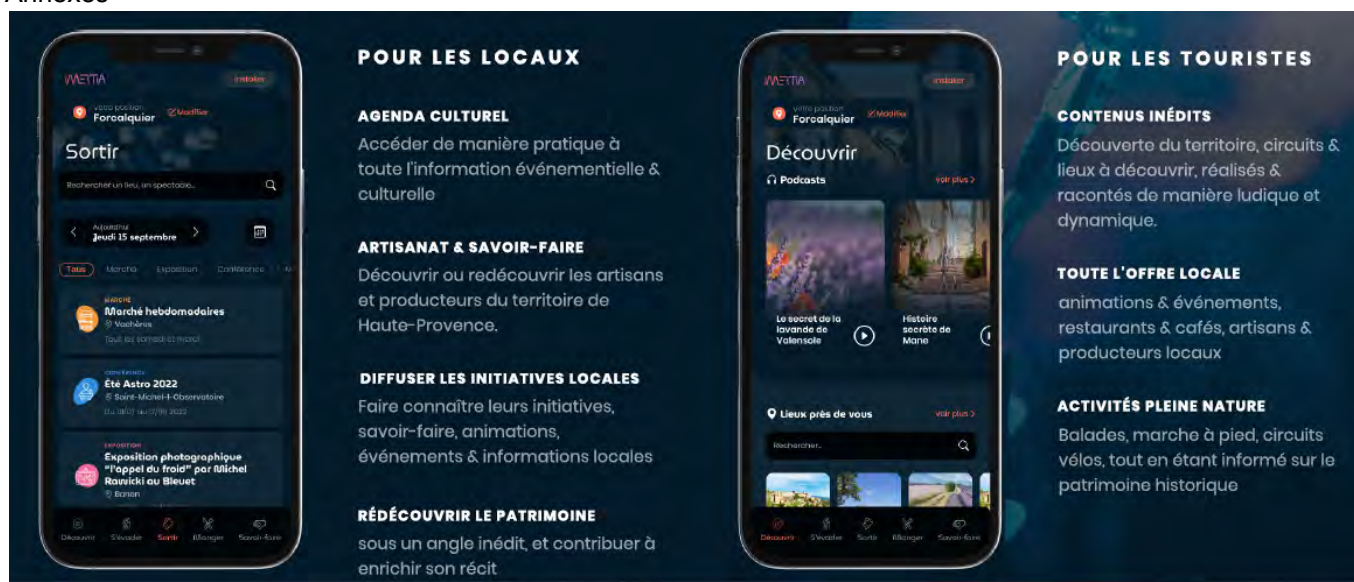 Annexes
INERTIA
Installer
votre position
Forcalquier
Modifier
Sortir
Rechercher un lieu, un spectacle..
Aujourd'hui
Jeudi 15 septembre
Tous Marché Exposition Conférence
MARCHÉ
Marché hebdomadaires
Vachères
Tous les samedi et mardi
CONFÉRENCE
Été Astro 2022
Saint-Michel-l-Observatoire
EXPOSITION
Exposition photographique
"l'appel du froid" par Michel
Rawicki au Bleuet
Banon
Découvrir S'évader Sortir Manger Savoir-faire
POUR LES LOCAUX
AGENDA CULTUREL
Accéder de manière pratique à
toute l'information événementielle &
culturelle
ARTISANAT & SAVOIR-FAIRE
Découvrir ou redécouvrir les artisans
et producteurs du territoire de
Haute-Provence.
DIFFUSER LES INITIATIVES LOCALES
Faire connaître leurs initiatives,
savoir-faire, animations,
événements & informations locales
RÉDÉCOUVRIR LE PATRIMOINE
sous un angle inédit, et contribuer à
enrichir son récit
Installer
votre position
Forcalquier
Modifier
Découvrir
Podcasts
Voir plus >
Le secret de la
lavande de
Valensole
Histoire
secrète de
Mane
Lieux près de vous
Voir plus >
Rechercher..
Découvrir S'évader Sortir Manger Savoir-faire
POUR LES TOURISTES
CONTENUS INÉDITS
Découverte du territoire, circuits &
lieux à découvrir, réalisés &
racontés de manière ludique et
dynamique.
TOUTE L'OFFRE LOCALE
animations & événements,
restaurants & cafés, artisans &
producteurs locaux
ACTIVITÉS PLEINE NATURE
Balades, marche à pied, circuits
vélos, tout en étant informé sur le
patrimoine historique